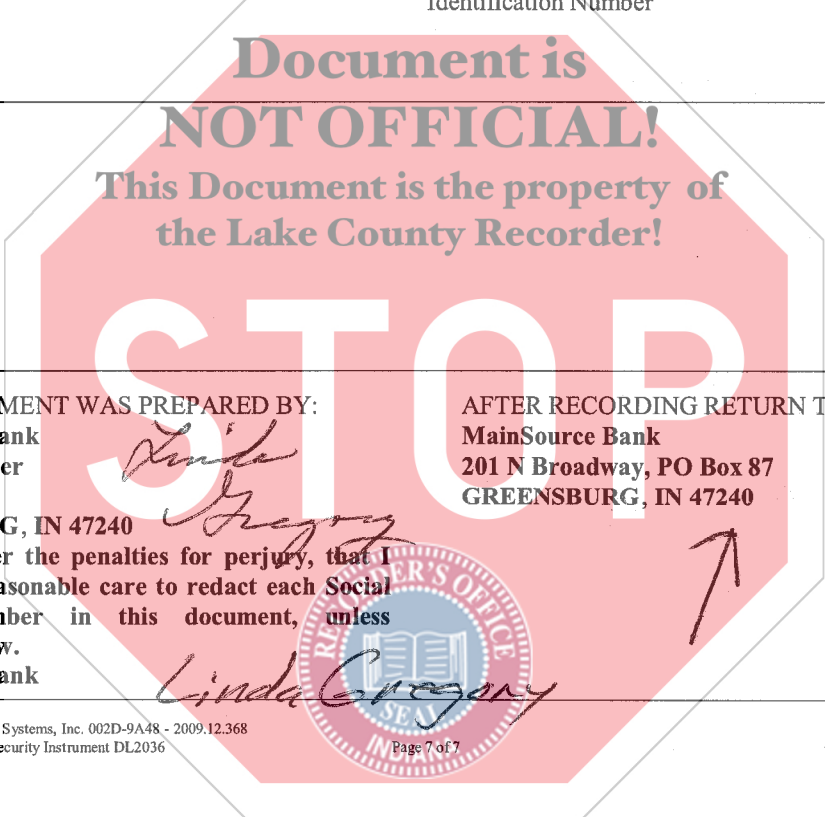 Identification Number
Document is
NOT OFFICIAL!
This Document is the property of
the Lake County Recorder!
STOP
MENT WAS PREPARED BY:
ank
er
G, IN 47240
er the penalties for perjury, that I
asonable care to redact each Social
ber in this document, unless
w.
ank
Linda
Gregory
Linda Gregory
AFTER RECORDING RETURN T
MainSource Bank
201 N Broadway, PO Box 87
GREENSBURG, IN 47240
RECORDER'S OFFICE
SEAL
INDIANA
Systems, Inc. 002D-9A48 - 2009.12.368
ecurity Instrument DL2036
Page 7 of 7